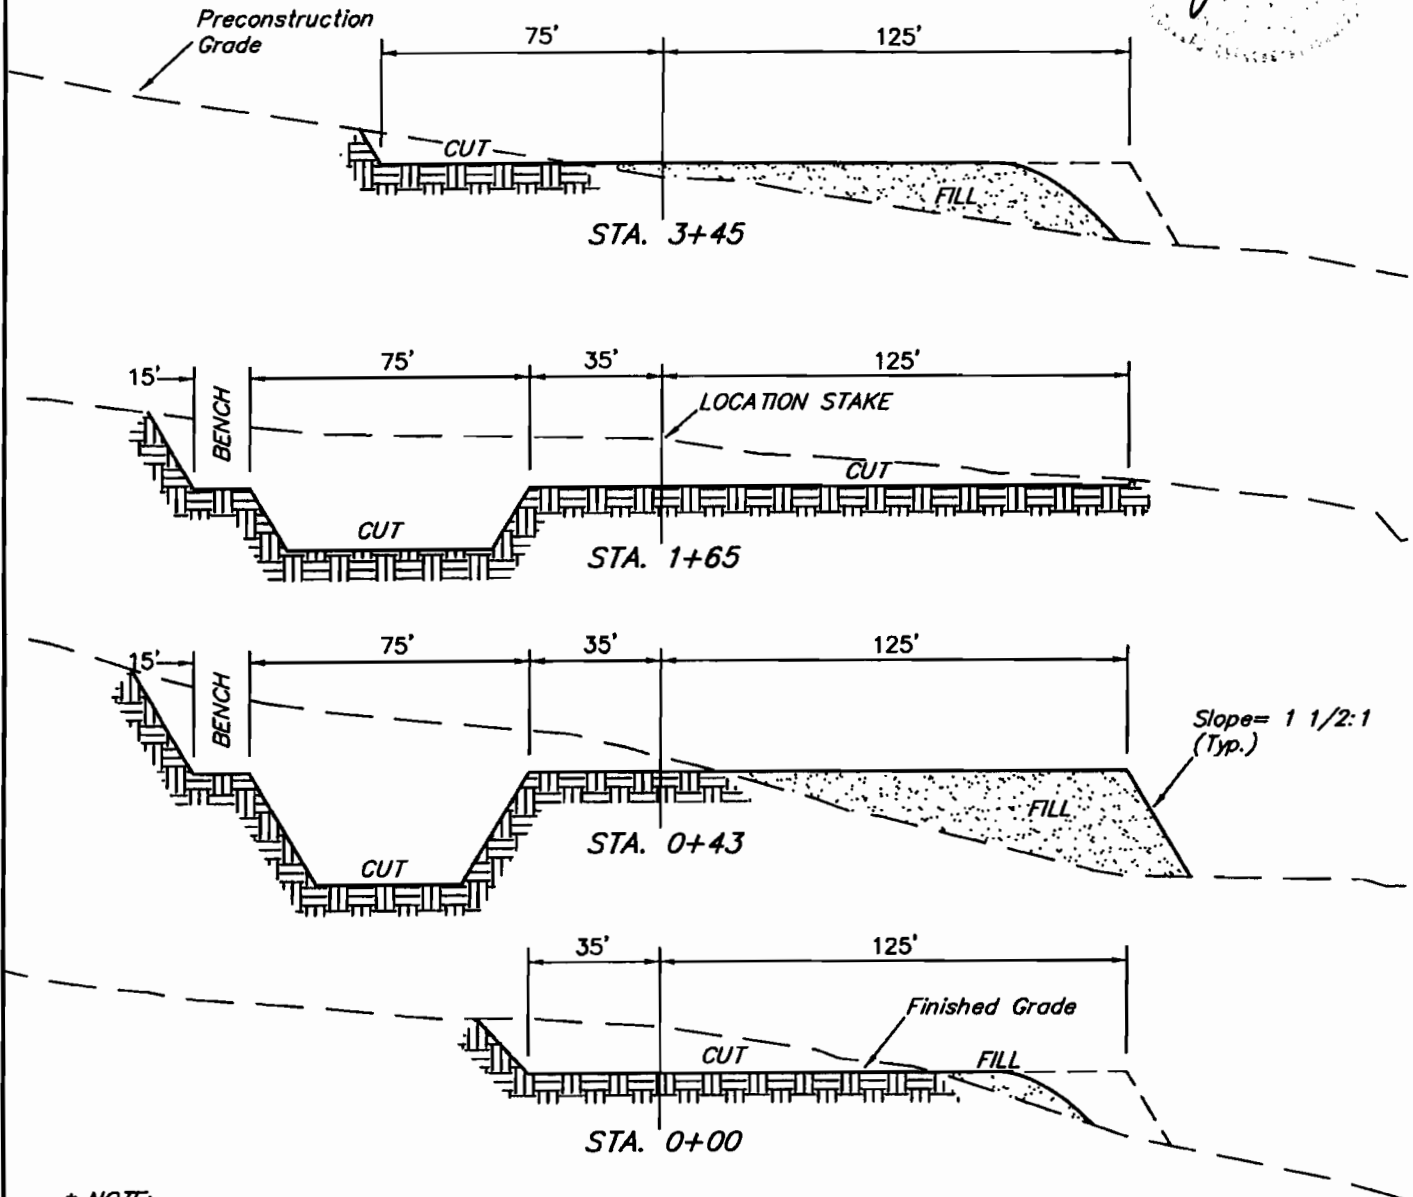 Preconstruction
Grade
75'
125'
CUT
FILL
STA. 3+45
15'
BENCH
75'
35'
125'
LOCATION STAKE
CUT
CUT
STA. 1+65
15'
BENCH
75'
35'
125'
Slope= 1 1/2:1
(Typ.)
FILL
CUT
STA. 0+43
35'
125'
Finished Grade
CUT
FILL
STA. 0+00
* NOTE: